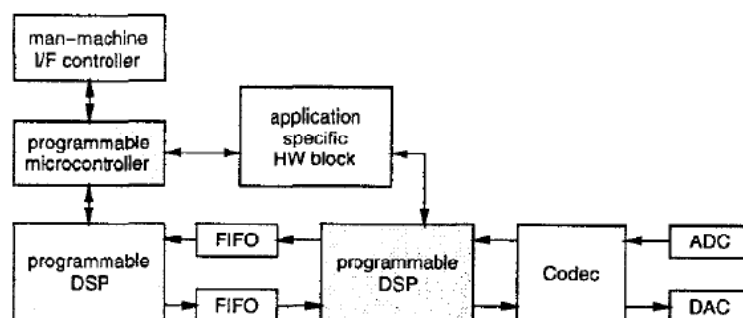 man-machine
I/F controller
programmable
microcontroller
application
specific
HW block
programmable
DSP
FIFO
FIFO
programmable
DSP
Codec
ADC
DAC